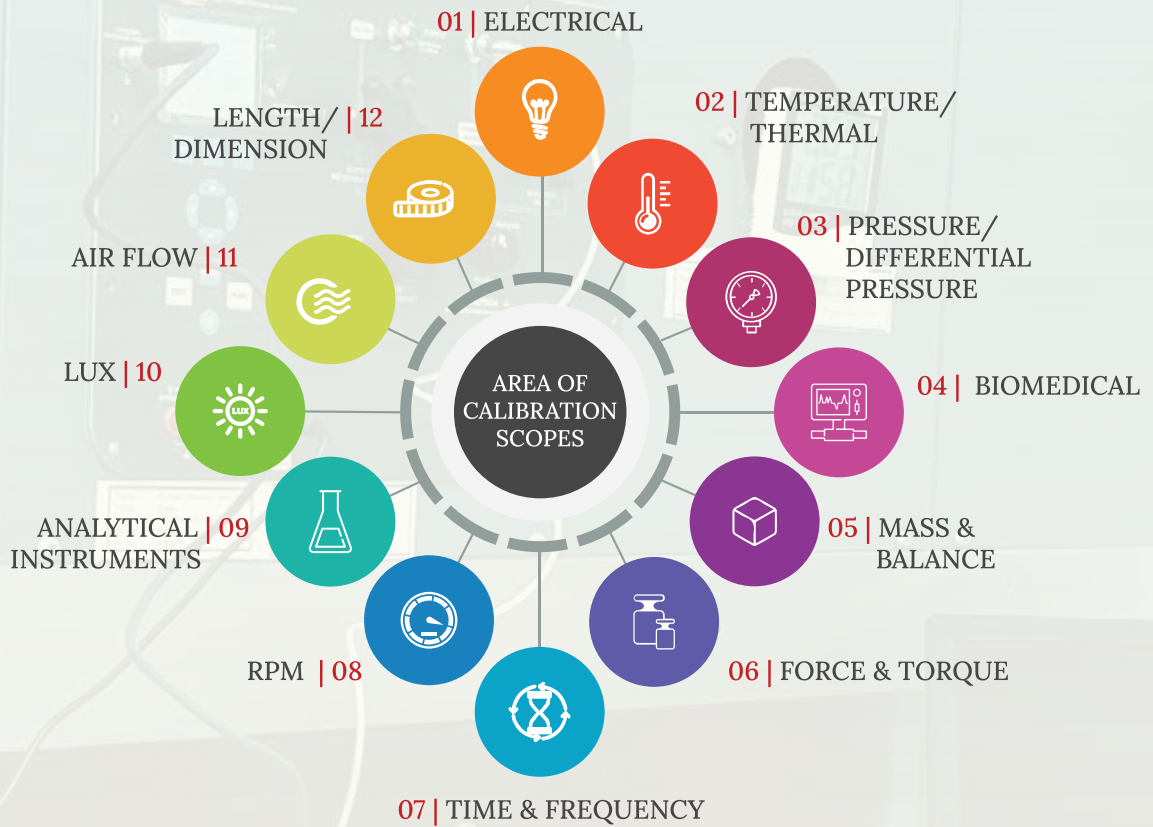 01 | ELECTRICAL
02 | TEMPERATURE/
THERMAL
03 | PRESSURE/
DIFFERENTIAL
PRESSURE
04 | BIOMEDICAL
05 | MASS &
BALANCE
06 | FORCE & TORQUE
07 | TIME & FREQUENCY
RPM | 08
ANALYTICAL | 09
INSTRUMENTS
LUX | 10
LUX
AIR FLOW | 11
LENGTH/ | 12
DIMENSION
AREA OF
CALIBRATION
SCOPES